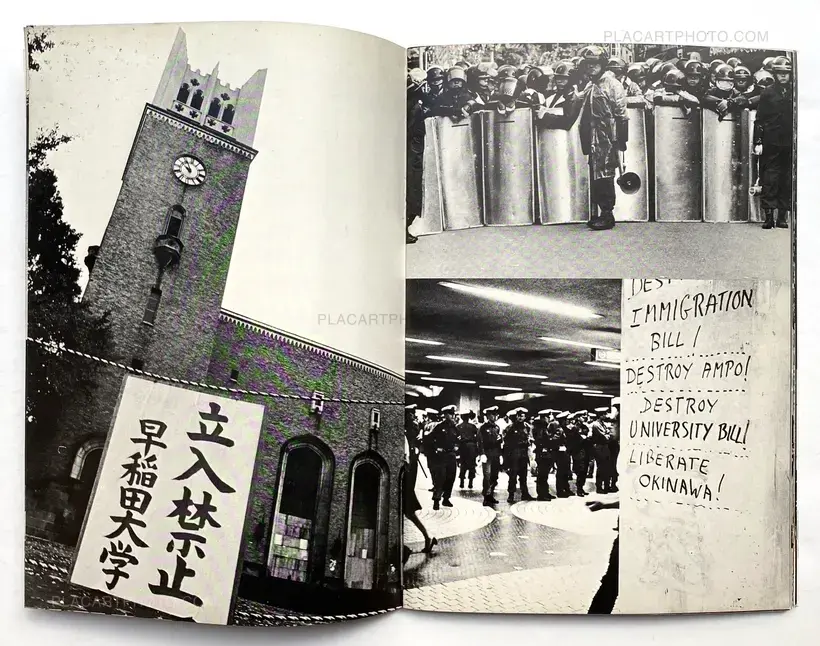 PLACARTPHOTO.COM
立入禁止
早稲田大学
PLACARTPH
IMMIGRATION
BILL!
DESTROY AMPO!
DESTROY
UNIVERSITY BILL!
LIBERATE
OKINAWA!